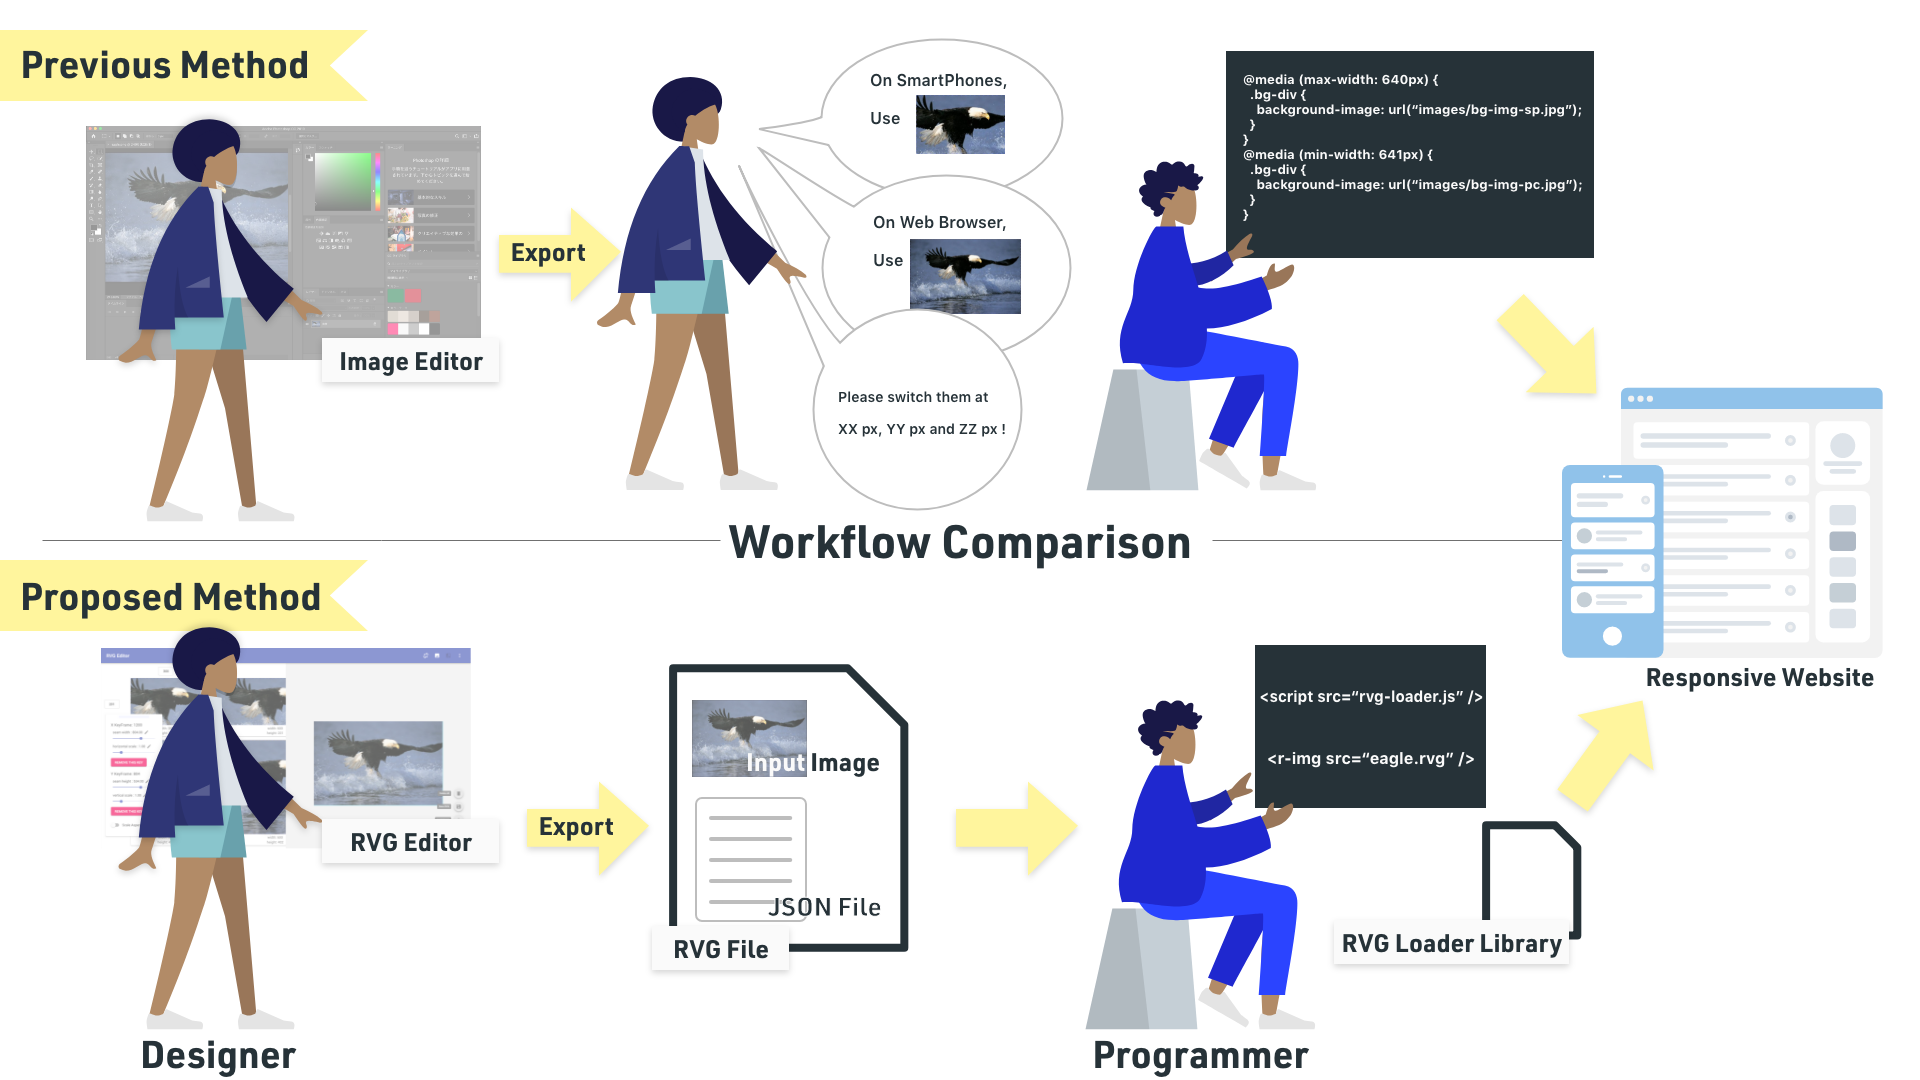 Previous Method
Image Editor
Export
On SmartPhones,
Use
On Web Browser,
Use
Please switch them at
XX px, YY px and ZZ px !
@media (max-width: 640px) {
.bg-div {
background-image: url(“images/bg-img-sp.jpg”);
}
}
@media (min-width: 641px) {
.bg-div {
background-image: url(“images/bg-img-pc.jpg”);
}
}
Workflow Comparison
Responsive Website
Proposed Method
RVG Editor
RVG Editor
Export
Input Image
JSON File
RVG File
<script src=“rvg-loader.js” />
<r-img src=“eagle.rvg” />
RVG Loader Library
Designer
Programmer